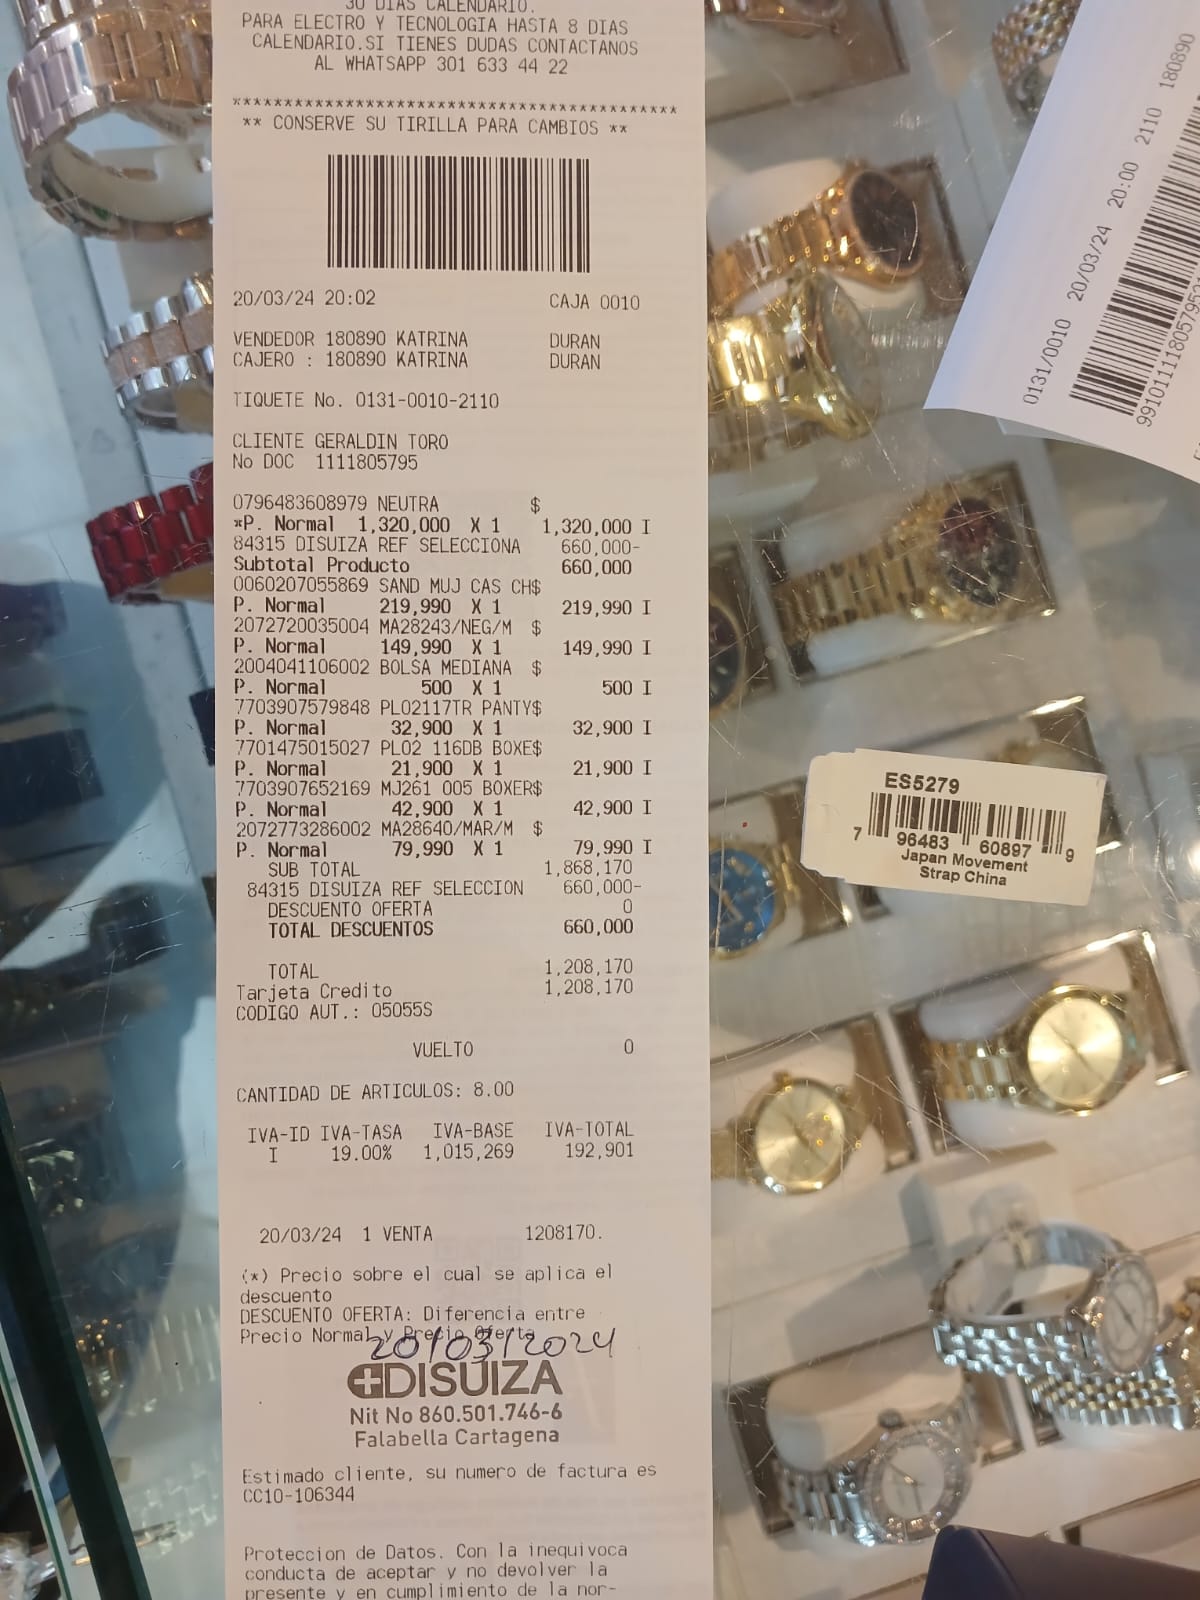 30 DIAS CALENDARIO.
PARA ELECTRO Y TECNOLOGIA HASTA 8 DIAS
CALENDARIO.SI TIENES DUDAS CONTACTANOS
AL WHATSAPP 301 633 44 22
*******************************************
** CONSERVE SU TIRILLA PARA CAMBIOS **
20/03/24 20:02 CAJA 0010
VENDEDOR 180890 KATRINA DURAN
CAJERO : 180890 KATRINA DURAN
TIQUETE No. 0131-0010-2110
CLIENTE GERALDIN TORO
No DOC 1111805795
0796483608979 NEUTRA $
*P. Normal 1,320,000 X 1 1,320,000 I
84315 DISUIZA REF SELECCIONA 660,000-
Subtotal Producto 660,000
0060207055869 SAND MUJ CAS CH$
P. Normal 219,990 X 1 219,990 I
2072720035004 MA28243/NEG/M $
P. Normal 149,990 X 1 149,990 I
2004041106002 BOLSA MEDIANA $
P. Normal 500 X 1 500 I
7703907579848 PL02117TR PANTY$
P. Normal 32,900 X 1 32,900 I
7701475015027 PL02 116DB BOXE$
P. Normal 21,900 X 1 21,900 I
7703907652169 MJ261 005 BOXER$
P. Normal 42,900 X 1 42,900 I
2072773286002 MA28640/MAR/M $
P. Normal 79,990 X 1 79,990 I
SUB TOTAL 1,868,170
84315 DISUIZA REF SELECCION 660,000-
DESCUENTO OFERTA 0
TOTAL DESCUENTOS 660,000
TOTAL 1,208,170
Tarjeta Credito 1,208,170
CODIGO AUT.: 05055S
VUELTO 0
CANTIDAD DE ARTICULOS: 8.00
IVA-ID IVA-TASA IVA-BASE IVA-TOTAL
I 19.00% 1,015,269 192,901
20/03/24 1 VENTA 1208170.
(*) Precio sobre el cual se aplica el
descuento
DESCUENTO OFERTA: Diferencia entre
Precio Normal y Precio Oferta
20/03/2024
DISUIZA
Nit No 860.501.746-6
Falabella Cartagena
Estimado cliente, su numero de factura es
CC10-106344
Proteccion de Datos. Con la inequivoca
conducta de aceptar y no devolver la
presente y en cumplimiento de la nor-
0131/0010 20/03/24 20:00 2110 180890
ES5279
7 96483 60897 9
Japan Movement
Strap China